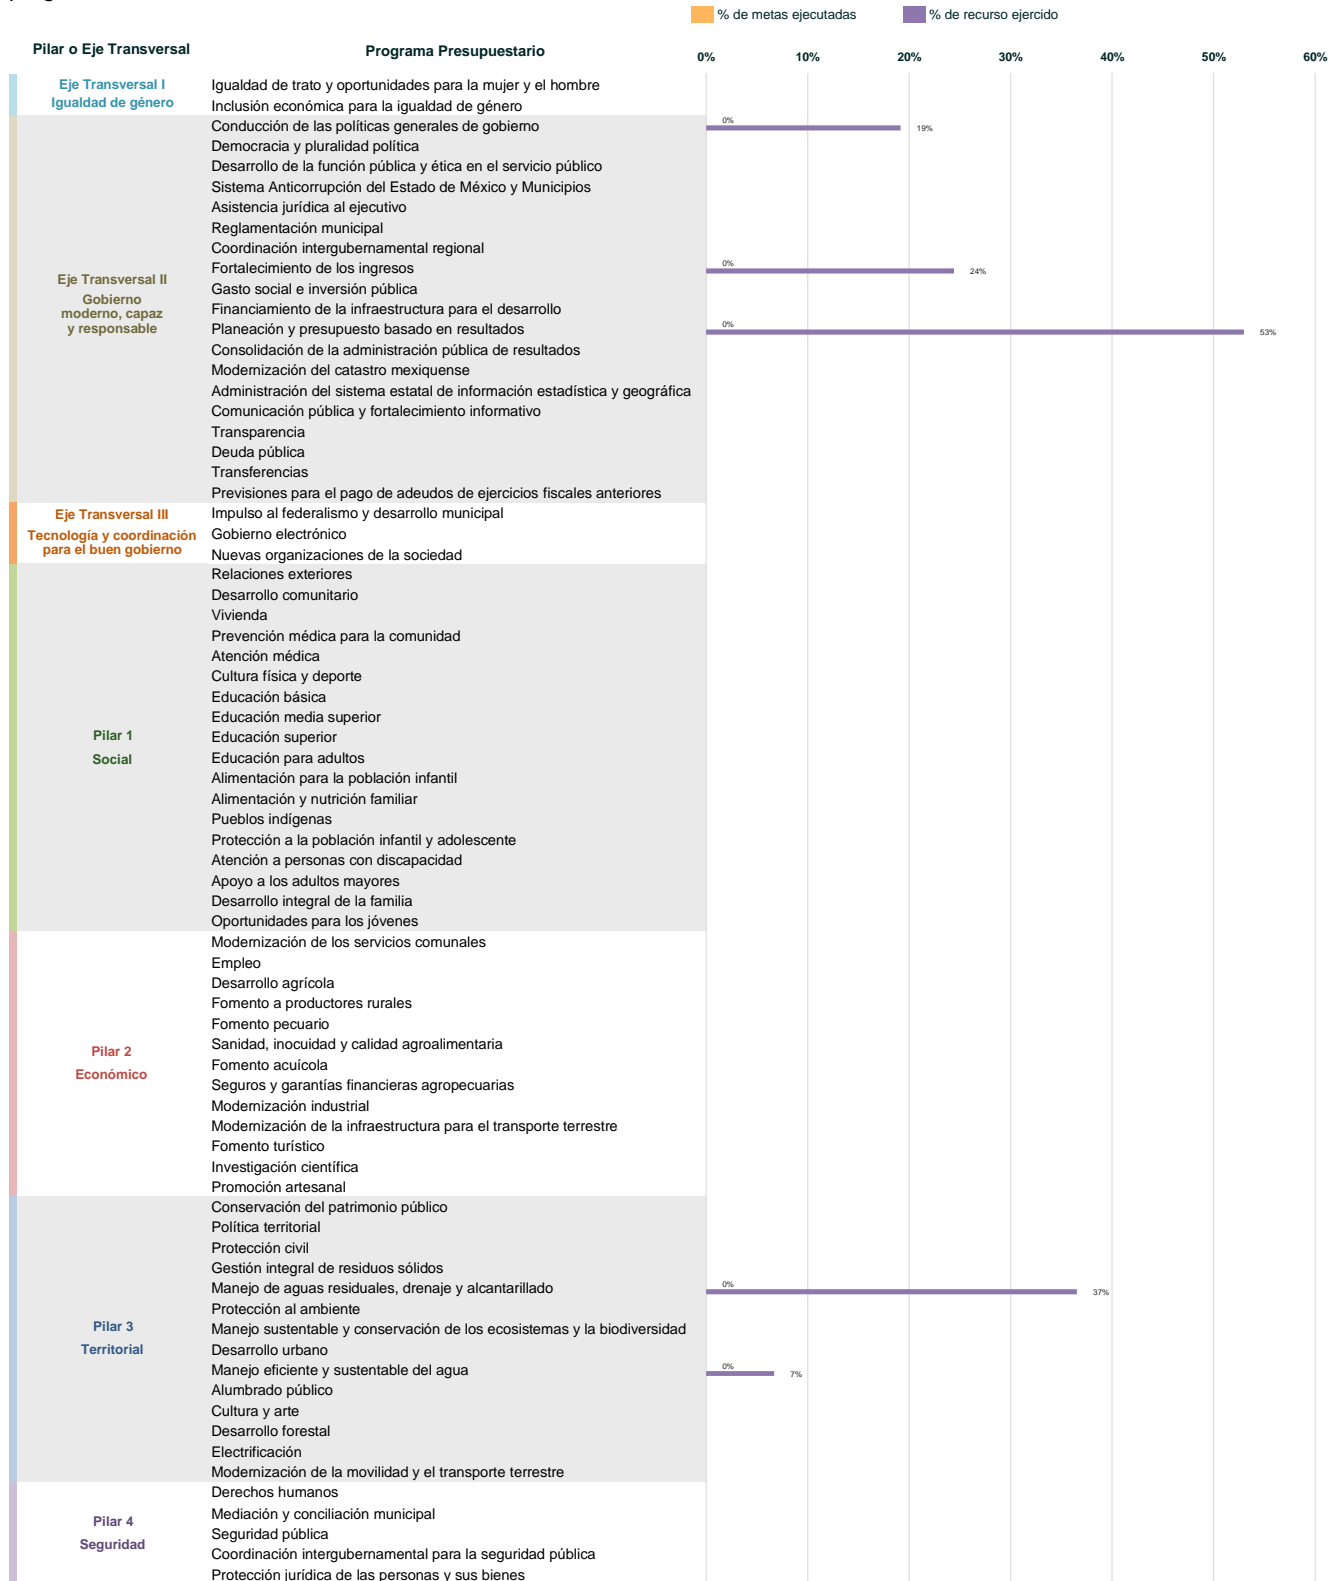 % de metas ejecutadas % de recurso ejercido
Pilar o Eje Transversal Programa Presupuestario 0% 10% 20% 30% 40% 50% 60%
Eje Transversal I
Igualdad de género
Igualdad de trato y oportunidades para la mujer y el hombre
Inclusión económica para la igualdad de género
Eje Transversal II
Gobierno
moderno, capaz
y responsable
Conducción de las políticas generales de gobierno 0% 19%
Democracia y pluralidad política
Desarrollo de la función pública y ética en el servicio público
Sistema Anticorrupción del Estado de México y Municipios
Asistencia jurídica al ejecutivo
Reglamentación municipal
Coordinación intergubernamental regional
Fortalecimiento de los ingresos 0% 24%
Gasto social e inversión pública
Financiamiento de la infraestructura para el desarrollo
Planeación y presupuesto basado en resultados 0% 53%
Consolidación de la administración pública de resultados
Modernización del catastro mexiquense
Administración del sistema estatal de información estadística y geográfica
Comunicación pública y fortalecimiento informativo
Transparencia
Deuda pública
Transferencias
Previsiones para el pago de adeudos de ejercicios fiscales anteriores
Eje Transversal III
Tecnología y coordinación
para el buen gobierno
Impulso al federalismo y desarrollo municipal
Gobierno electrónico
Nuevas organizaciones de la sociedad
Pilar 1
Social
Relaciones exteriores
Desarrollo comunitario
Vivienda
Prevención médica para la comunidad
Atención médica
Cultura física y deporte
Educación básica
Educación media superior
Educación superior
Educación para adultos
Alimentación para la población infantil
Alimentación y nutrición familiar
Pueblos indígenas
Protección a la población infantil y adolescente
Atención a personas con discapacidad
Apoyo a los adultos mayores
Desarrollo integral de la familia
Oportunidades para los jóvenes
Pilar 2
Económico
Modernización de los servicios comunales
Empleo
Desarrollo agrícola
Fomento a productores rurales
Fomento pecuario
Sanidad, inocuidad y calidad agroalimentaria
Fomento acuícola
Seguros y garantías financieras agropecuarias
Modernización industrial
Modernización de la infraestructura para el transporte terrestre
Fomento turístico
Investigación científica
Promoción artesanal
Pilar 3
Territorial
Conservación del patrimonio público
Política territorial
Protección civil
Gestión integral de residuos sólidos
Manejo de aguas residuales, drenaje y alcantarillado 0% 37%
Protección al ambiente
Manejo sustentable y conservación de los ecosistemas y la biodiversidad
Desarrollo urbano
Manejo eficiente y sustentable del agua 0% 7%
Alumbrado público
Cultura y arte
Desarrollo forestal
Electrificación
Modernización de la movilidad y el transporte terrestre
Pilar 4
Seguridad
Derechos humanos
Mediación y conciliación municipal
Seguridad pública
Coordinación intergubernamental para la seguridad pública
Protección jurídica de las personas y sus bienes